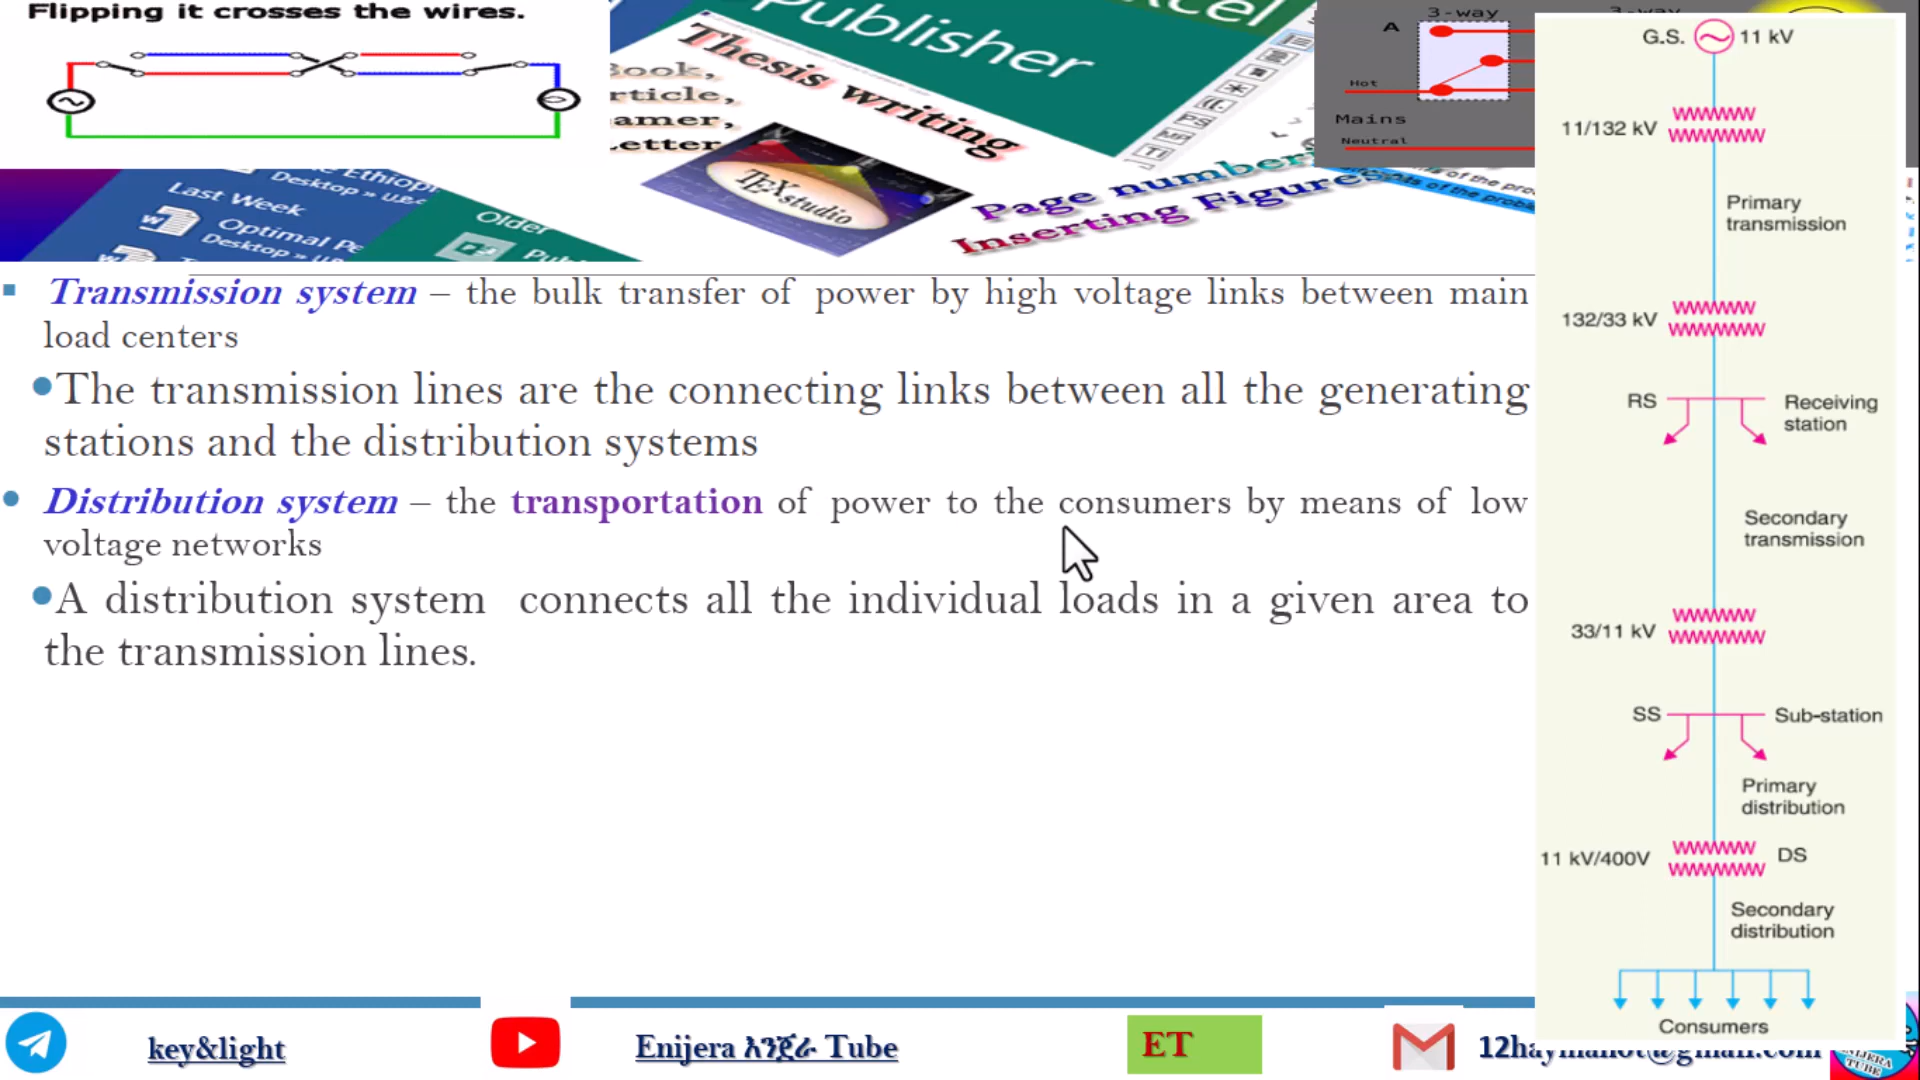 Flipping it crosses the wires.
Publisher
Thesis writing
Book,
rticle,
amer,
Letter
TEXstudio
Page number
Inserting Figures
Last Week
Optimal Pe
Desktop »
Desktop »
Older
3-way
A
Hot
Mains
Neutral
▪ Transmission system – the bulk transfer of power by high voltage links between main
load centers
•The transmission lines are the connecting links between all the generating
stations and the distribution systems
• Distribution system – the transportation of power to the consumers by means of low
voltage networks
•A distribution system connects all the individual loads in a given area to
the transmission lines.
G.S. 11 kV
11/132 kV
Primary
transmission
132/33 kV
RS
Receiving
station
Secondary
transmission
33/11 kV
SS
Sub-station
Primary
distribution
11 kV/400V
DS
Secondary
distribution
Consumers
key&light
Enijera እንጀራ Tube
ET
12haymanot@gmail.com
TUBE